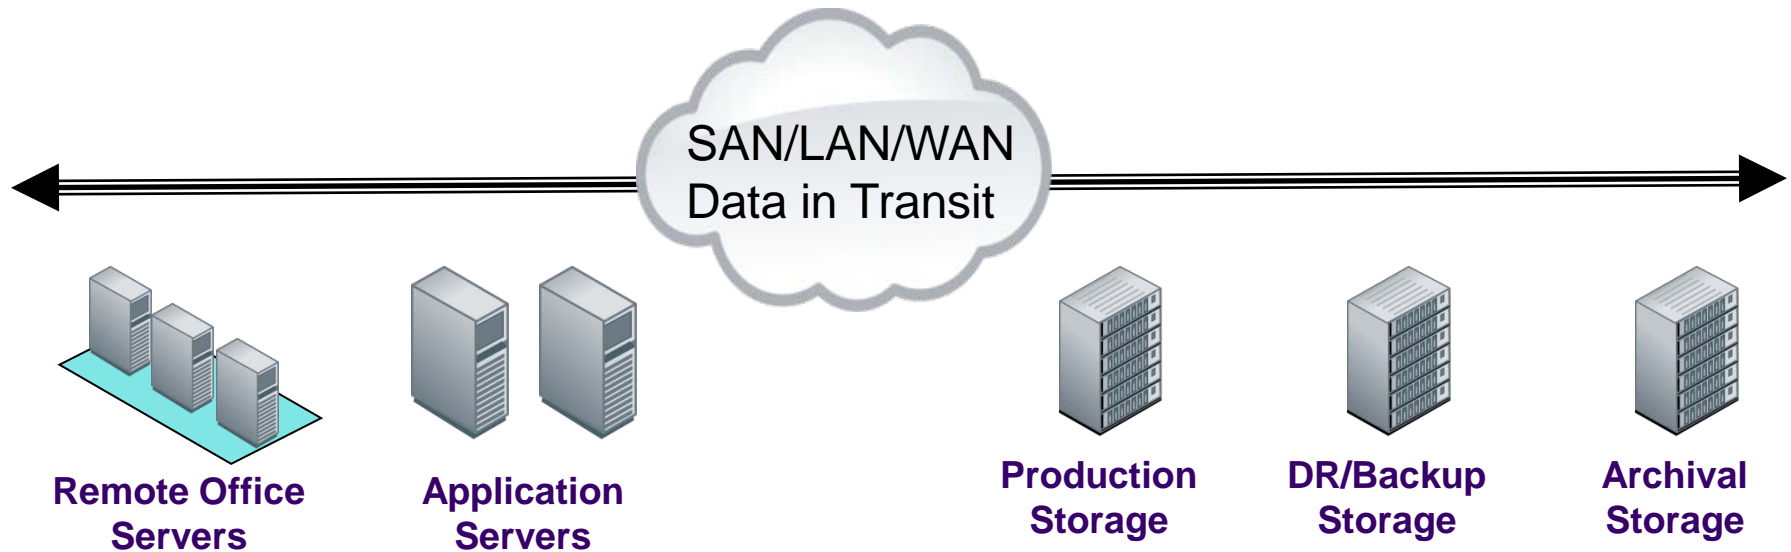 SAN/LAN/WAN
Data in Transit
Remote Office
Servers
Application
Servers
Production
Storage
DR/Backup
Storage
Archival
Storage